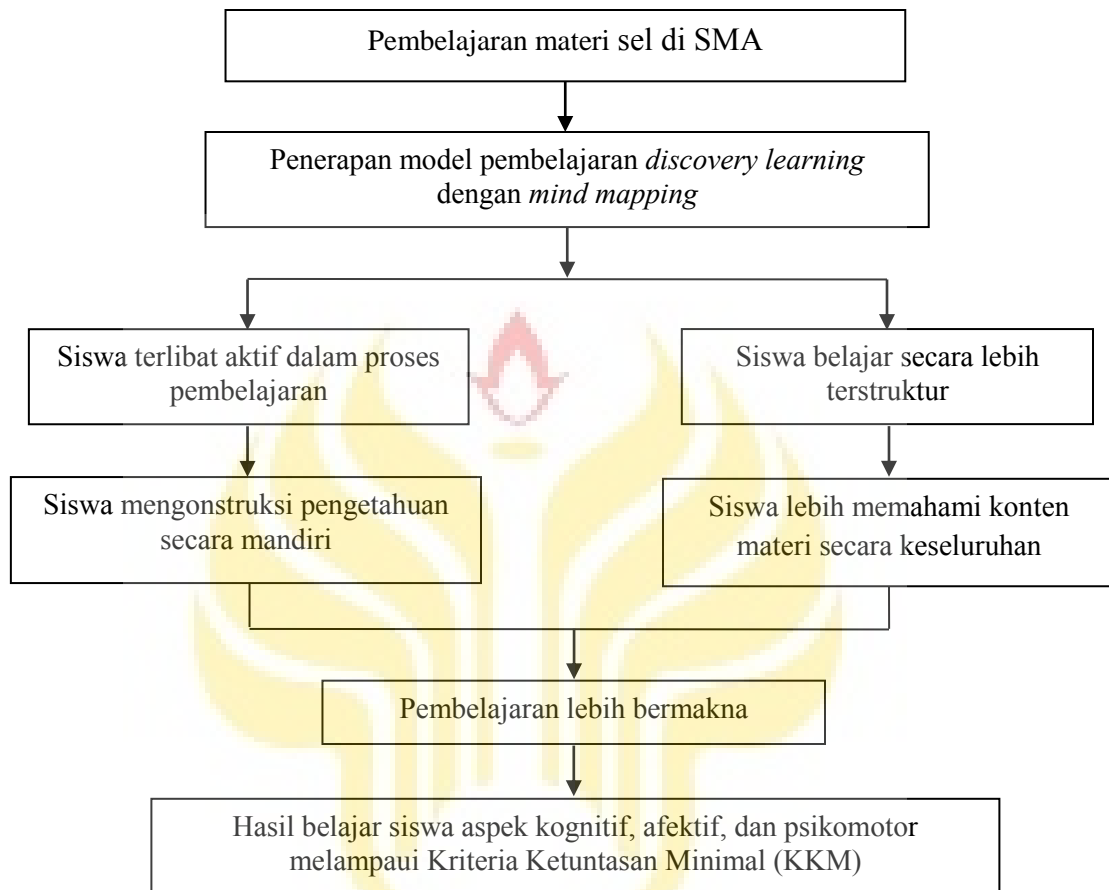 Pembelajaran materi sel di SMA
Penerapan model pembelajaran discovery learning
dengan mind mapping
Siswa terlibat aktif dalam proses
pembelajaran
Siswa belajar secara lebih
terstruktur
Siswa mengonstruksi pengetahuan
secara mandiri
Siswa lebih memahami konten
materi secara keseluruhan
Pembelajaran lebih bermakna
Hasil belajar siswa aspek kognitif, afektif, dan psikomotor
melampaui Kriteria Ketuntasan Minimal (KKM)